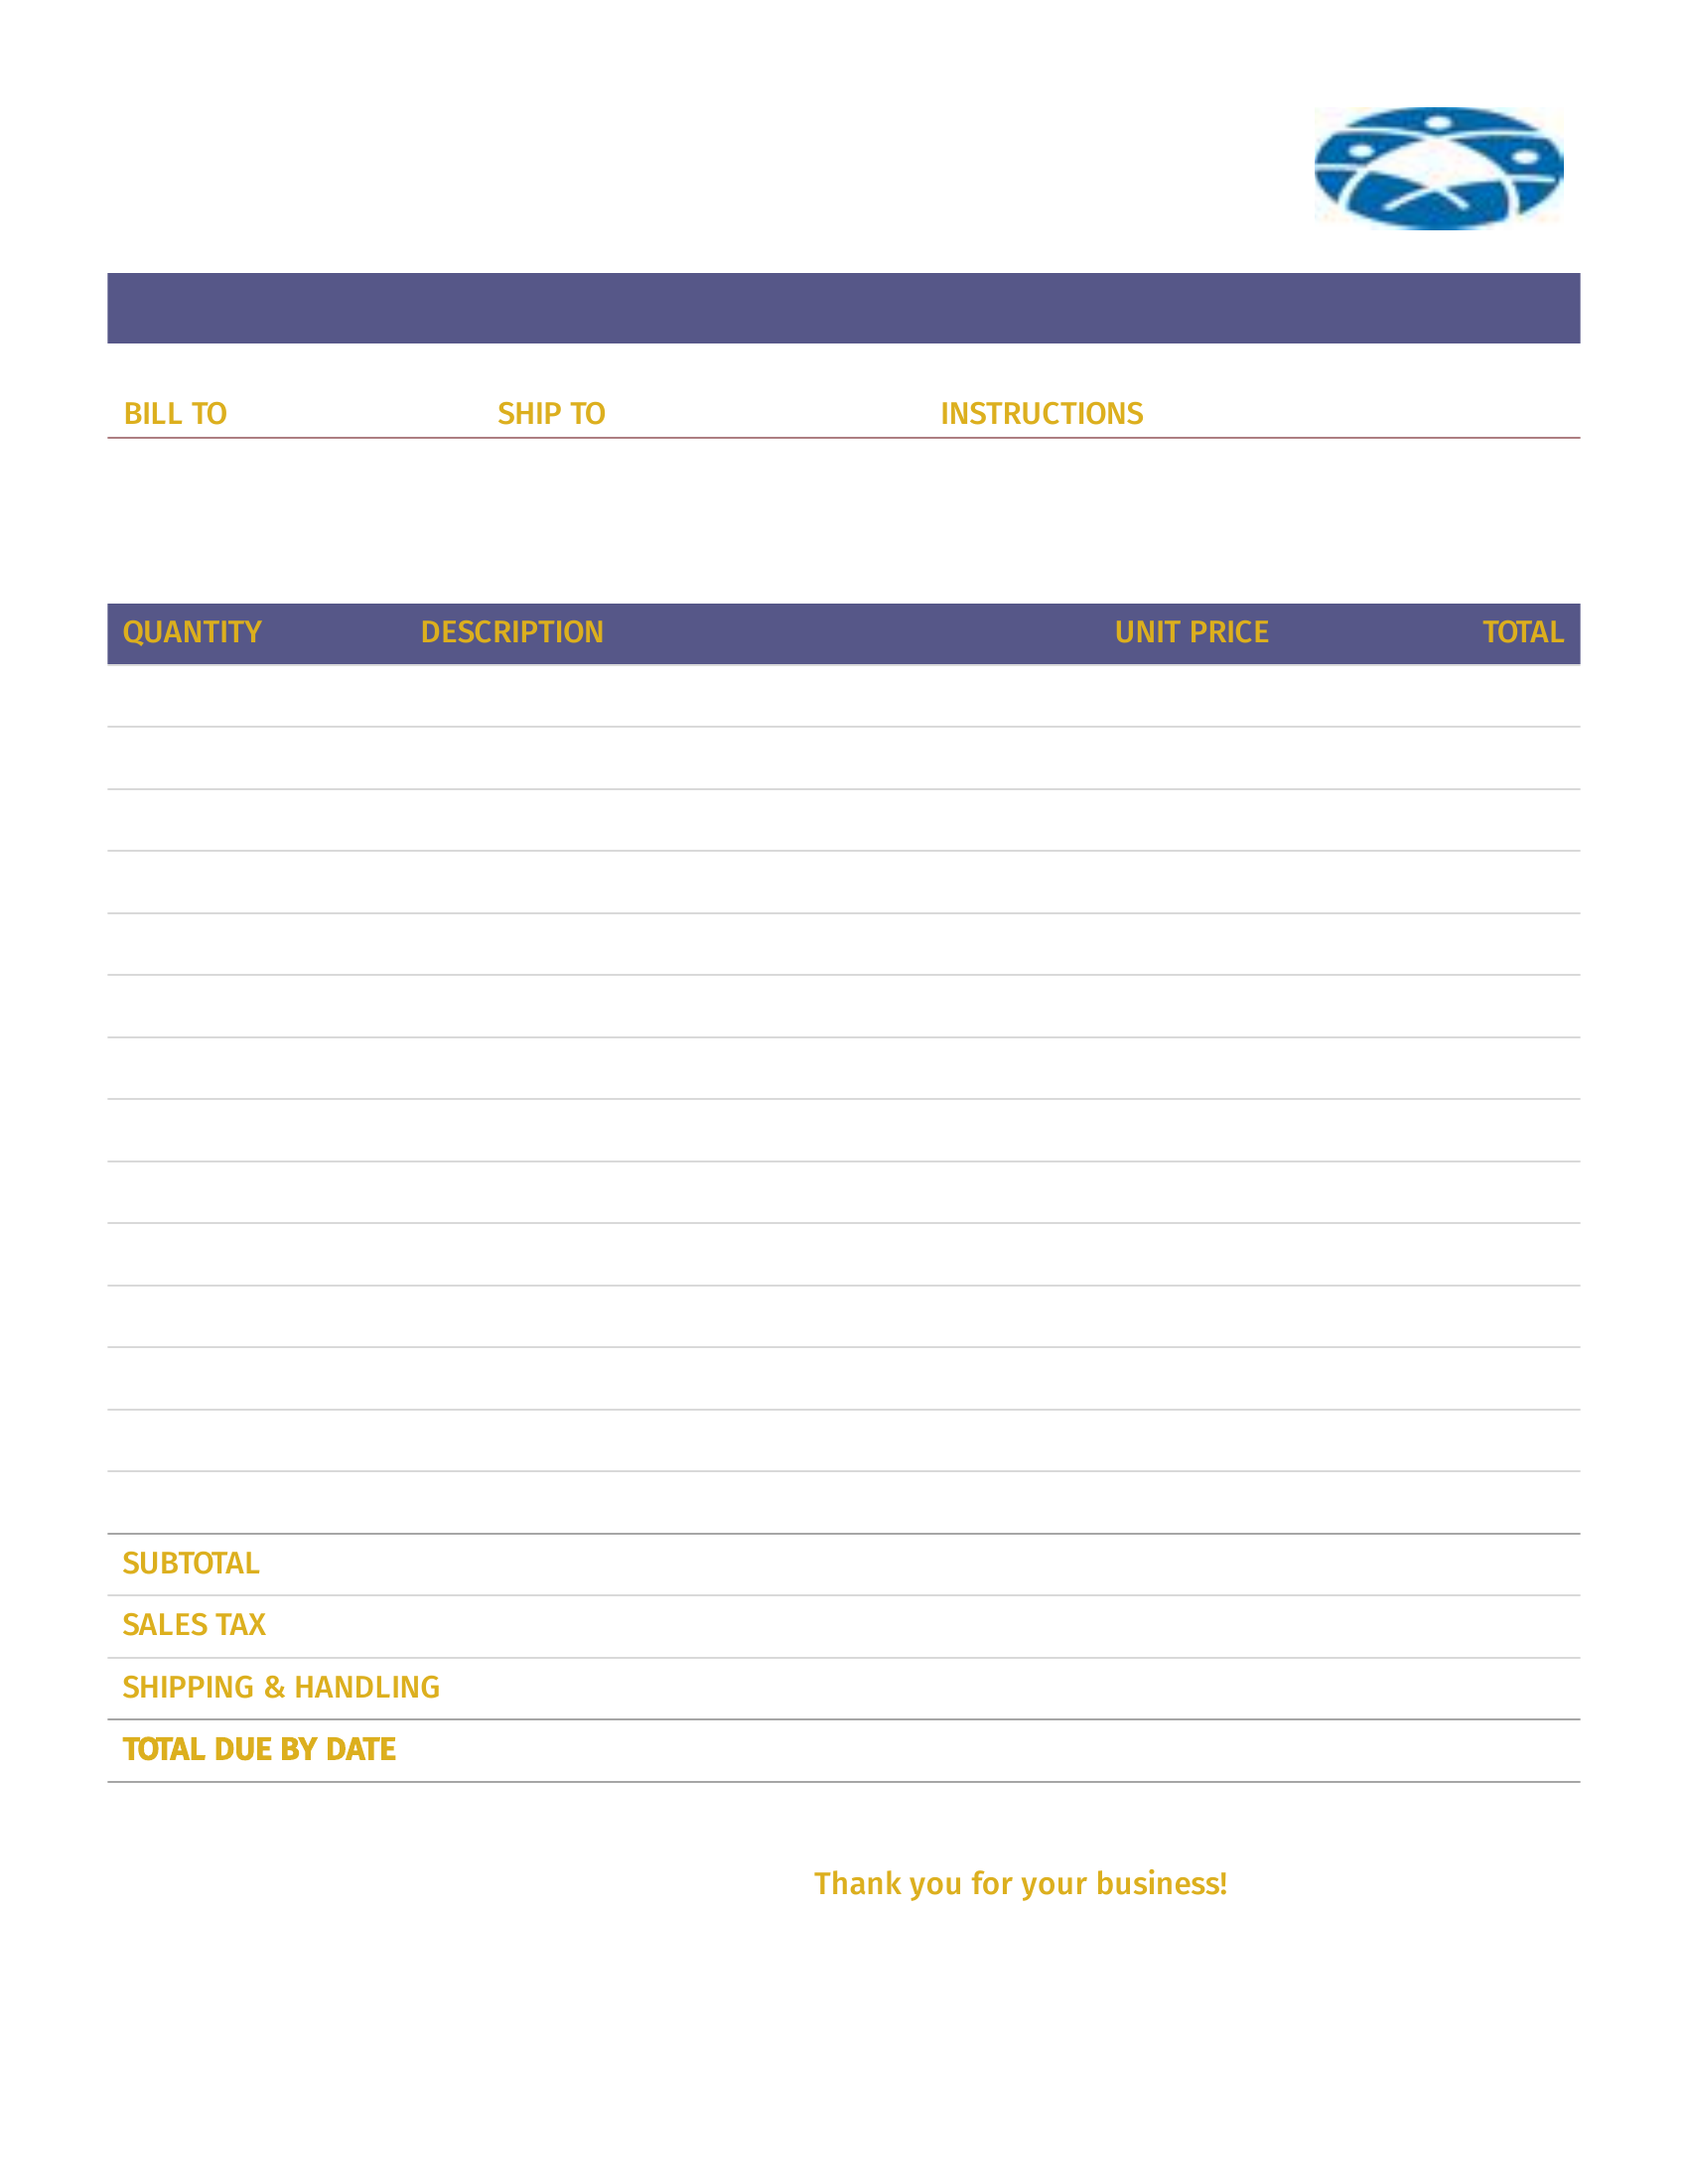 BILL TO SHIP TO INSTRUCTIONS
QUANTITY DESCRIPTION UNIT PRICE TOTAL
SUBTOTAL
SALES TAX
SHIPPING & HANDLING
TOTAL DUE BY DATE
Thank you for your business!